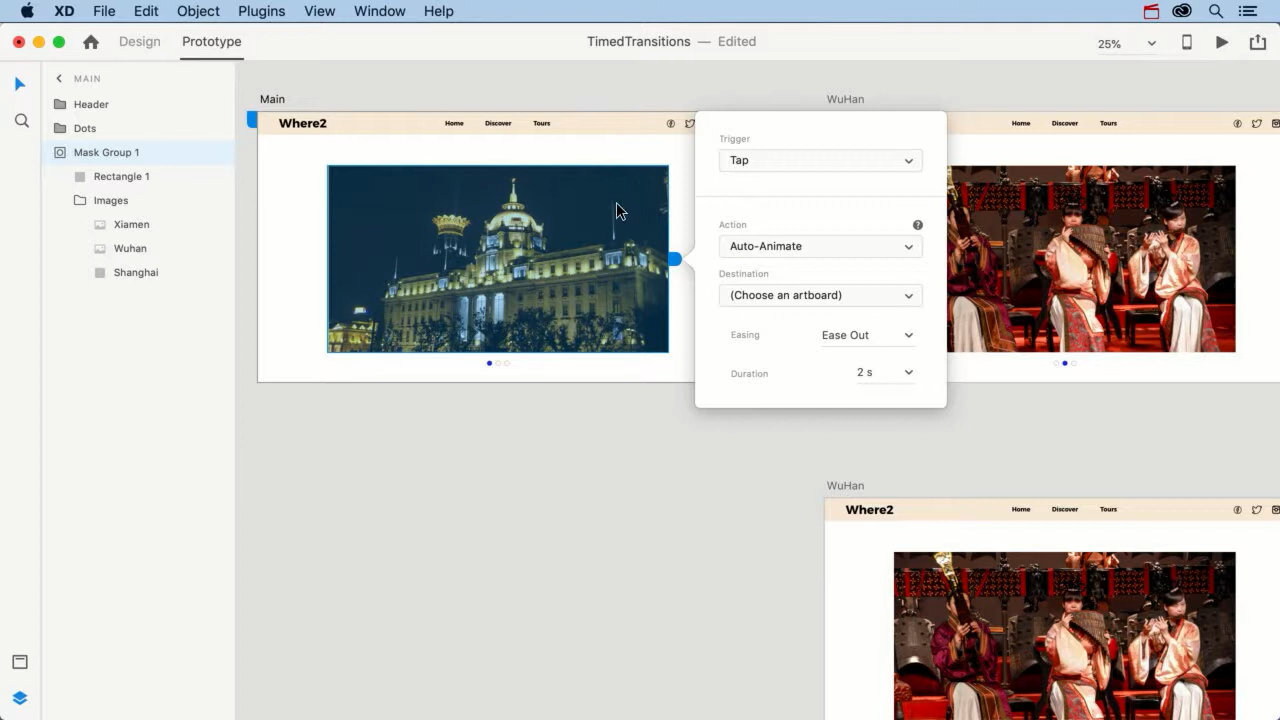 XD File Edit Object Plugins View Window Help
Design Prototype
TimedTransitions — Edited
25%
MAIN
Header
Dots
Mask Group 1
Rectangle 1
Images
Xiamen
Wuhan
Shanghai
Main
Where2
Home Discover Tours
Trigger
Tap
Action
Auto-Animate
Destination
(Choose an artboard)
Easing Ease Out
Duration 2 s
WuHan
Home Discover Tours
WuHan
Where2
Home Discover Tours